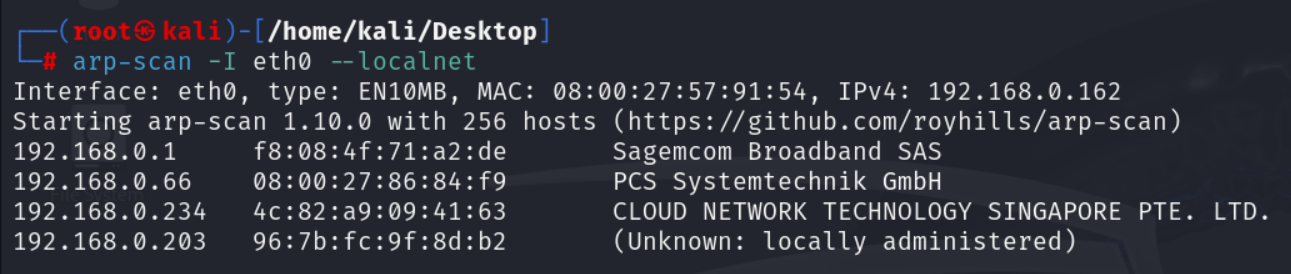 ┌──(root㉿kali)-[/home/kali/Desktop]
└─# arp-scan -I eth0 --localnet
Interface: eth0, type: EN10MB, MAC: 08:00:27:57:91:54, IPv4: 192.168.0.162
Starting arp-scan 1.10.0 with 256 hosts (https://github.com/royhills/arp-scan)
192.168.0.1 f8:08:4f:71:a2:de Sagemcom Broadband SAS
192.168.0.66 08:00:27:86:84:f9 PCS Systemtechnik GmbH
192.168.0.234 4c:82:a9:09:41:63 CLOUD NETWORK TECHNOLOGY SINGAPORE PTE. LTD.
192.168.0.203 96:7b:fc:9f:8d:b2 (Unknown: locally administered)